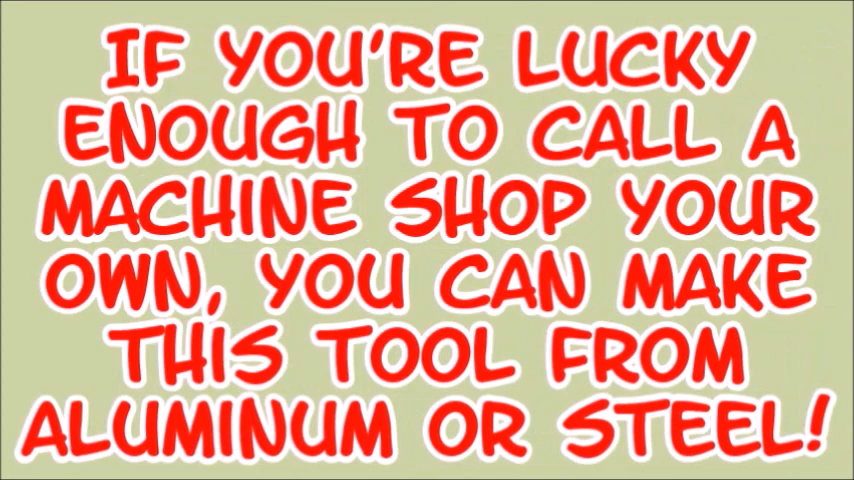 IF YOU'RE LUCKY
ENOUGH TO CALL A
MACHINE SHOP YOUR
OWN, YOU CAN MAKE
THIS TOOL FROM
ALUMINUM OR STEEL!